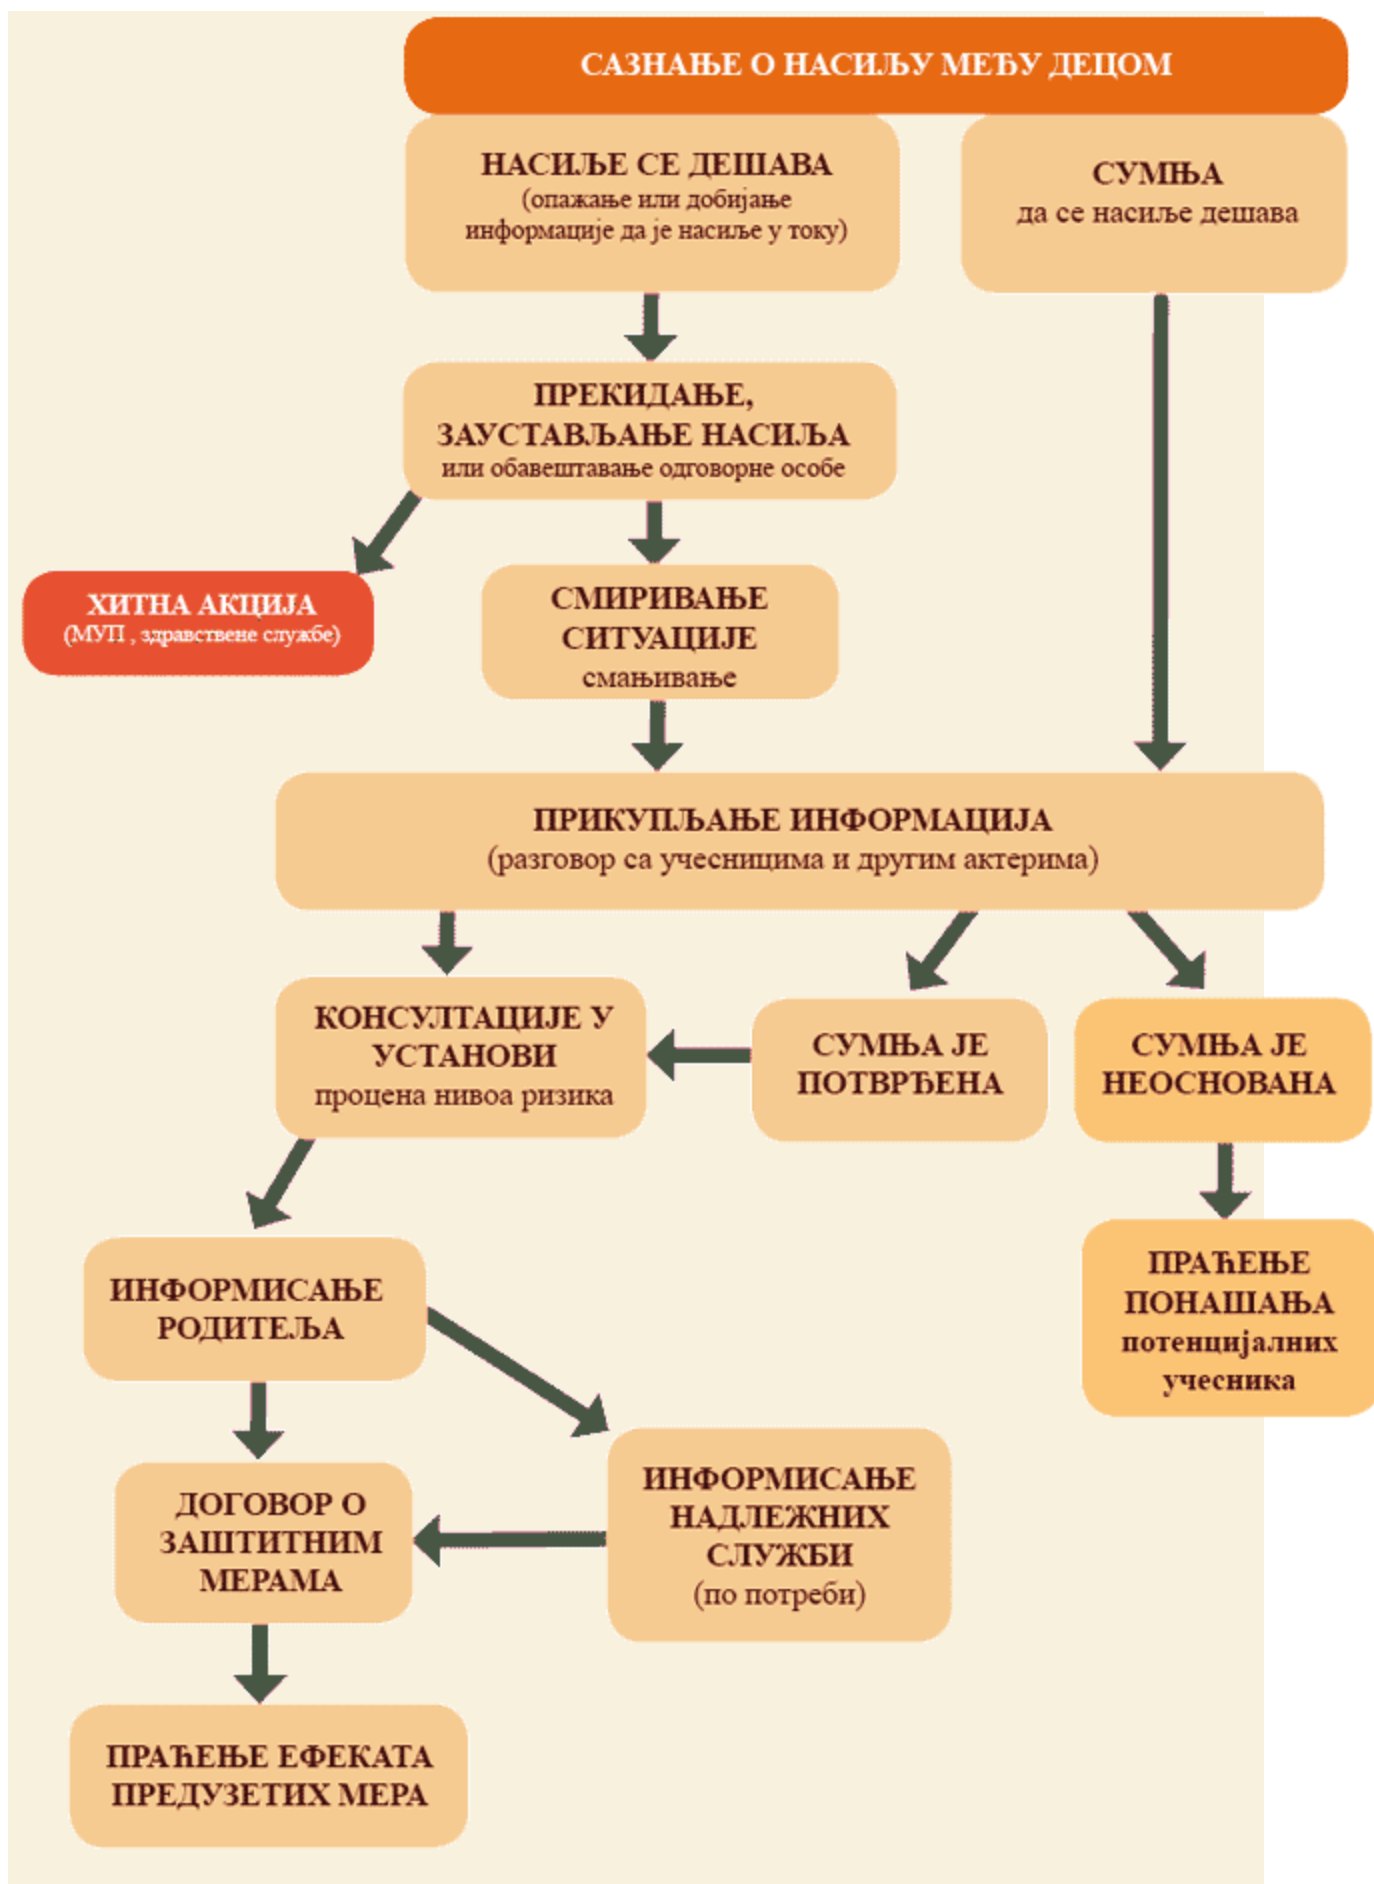 САЗНАЊЕ О НАСИЉУ МЕЂУ ДЕЦОМ
НАСИЉЕ СЕ ДЕШАВА
(опажање или добијање
информације да је насиље у току)
СУМЊА
да се насиље дешава
ПРЕКИДАЊЕ,
ЗАУСТАВЉАЊЕ НАСИЉА
или обавештавање одговорне особе
ХИТНА АКЦИЈА
(МУП , здравствене службе)
СМИРИВАЊЕ
СИТУАЦИЈЕ
смањивање
ПРИКУПЉАЊЕ ИНФОРМАЦИЈА
(разговор са учесницима и другим актерима)
КОНСУЛТАЦИЈЕ У
УСТАНОВИ
процена нивоа ризика
СУМЊА ЈЕ
ПОТВРЂЕНА
СУМЊА ЈЕ
НЕОСНОВАНА
ПРАЋЕЊЕ
ПОНАШАЊА
потенцијалних
учесника
ИНФОРМИСАЊЕ
РОДИТЕЉА
ИНФОРМИСАЊЕ
НАДЛЕЖНИХ
СЛУЖБИ
(по потреби)
ДОГОВОР О
ЗАШТИТНИМ
МЕРАМА
ПРАЋЕЊЕ ЕФЕКАТА
ПРЕДУЗЕТИХ МЕРА